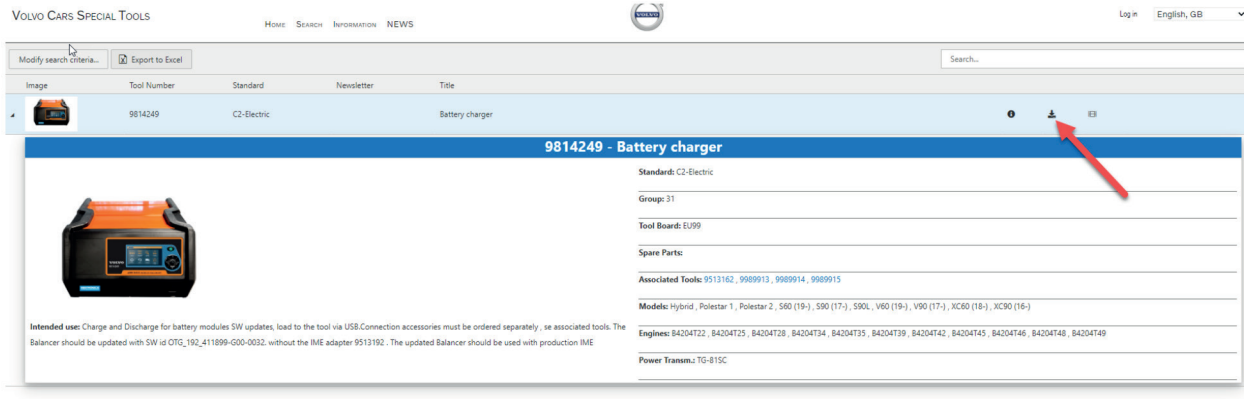 VOLVO CARS SPECIAL TOOLS
HOME SEARCH INFORMATION NEWS
VOLVO
Log in English, GB
Modify search criteria... Export to Excel Search...
Image Tool Number Standard Newsletter Title
9814249 C2-Electric Battery charger
9814249 - Battery charger
Standard: C2-Electric
Group: 31
Tool Board: EU99
Spare Parts:
Associated Tools: 9513162 , 9989913 , 9989914 , 9989915
Models: Hybrid , Polestar 1 , Polestar 2 , S60 (19-) , S90 (17-) , S90L , V60 (19-) , V90 (17-) , XC60 (18-) , XC90 (16-)
Engines: B4204T22 , B4204T25 , B4204T28 , B4204T34 , B4204T35 , B4204T39 , B4204T42 , B4204T45 , B4204T46 , B4204T48 , B4204T49
Power Transm.: TG-81SC
Intended use: Charge and Discharge for battery modules SW updates, load to the tool via USB.Connection accessories must be ordered separately , se associated tools. The
Balancer should be updated with SW id OTG_192_411899-G00-0032. without the IME adapter 9513192 . The updated Balancer should be used with production IME